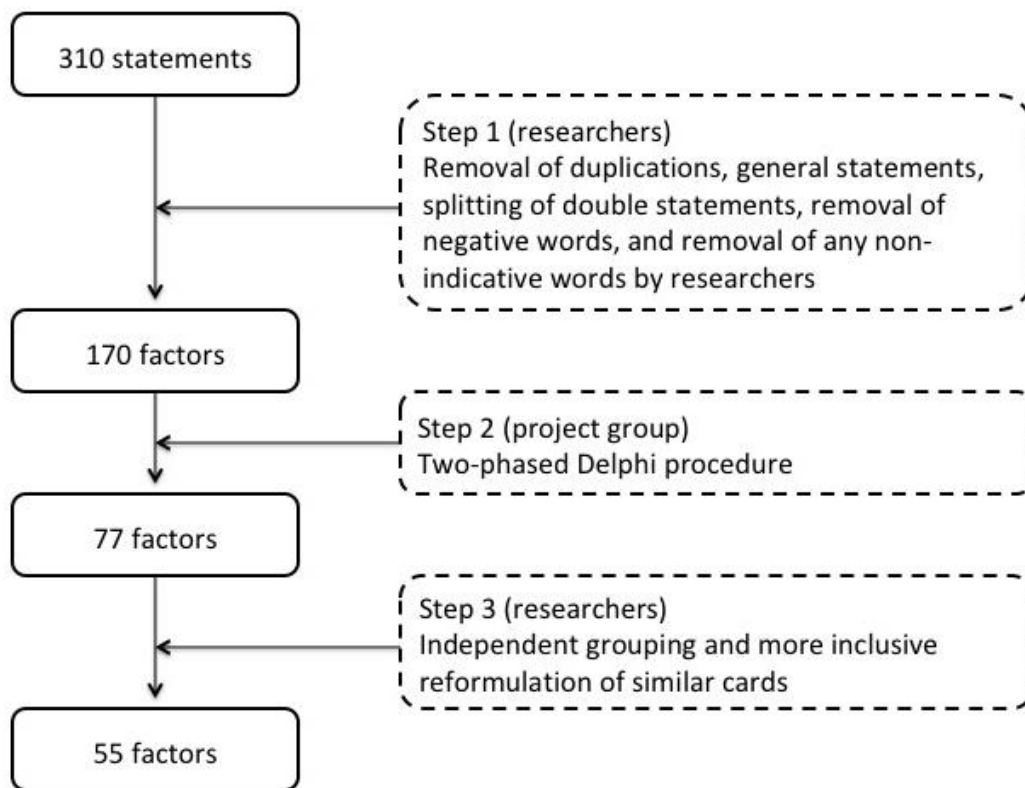 310 statements
Step 1 (researchers)
Removal of duplications, general statements,
splitting of double statements, removal of
negative words, and removal of any non-
indicative words by researchers
170 factors
Step 2 (project group)
Two-phased Delphi procedure
77 factors
Step 3 (researchers)
Independent grouping and more inclusive
reformulation of similar cards
55 factors